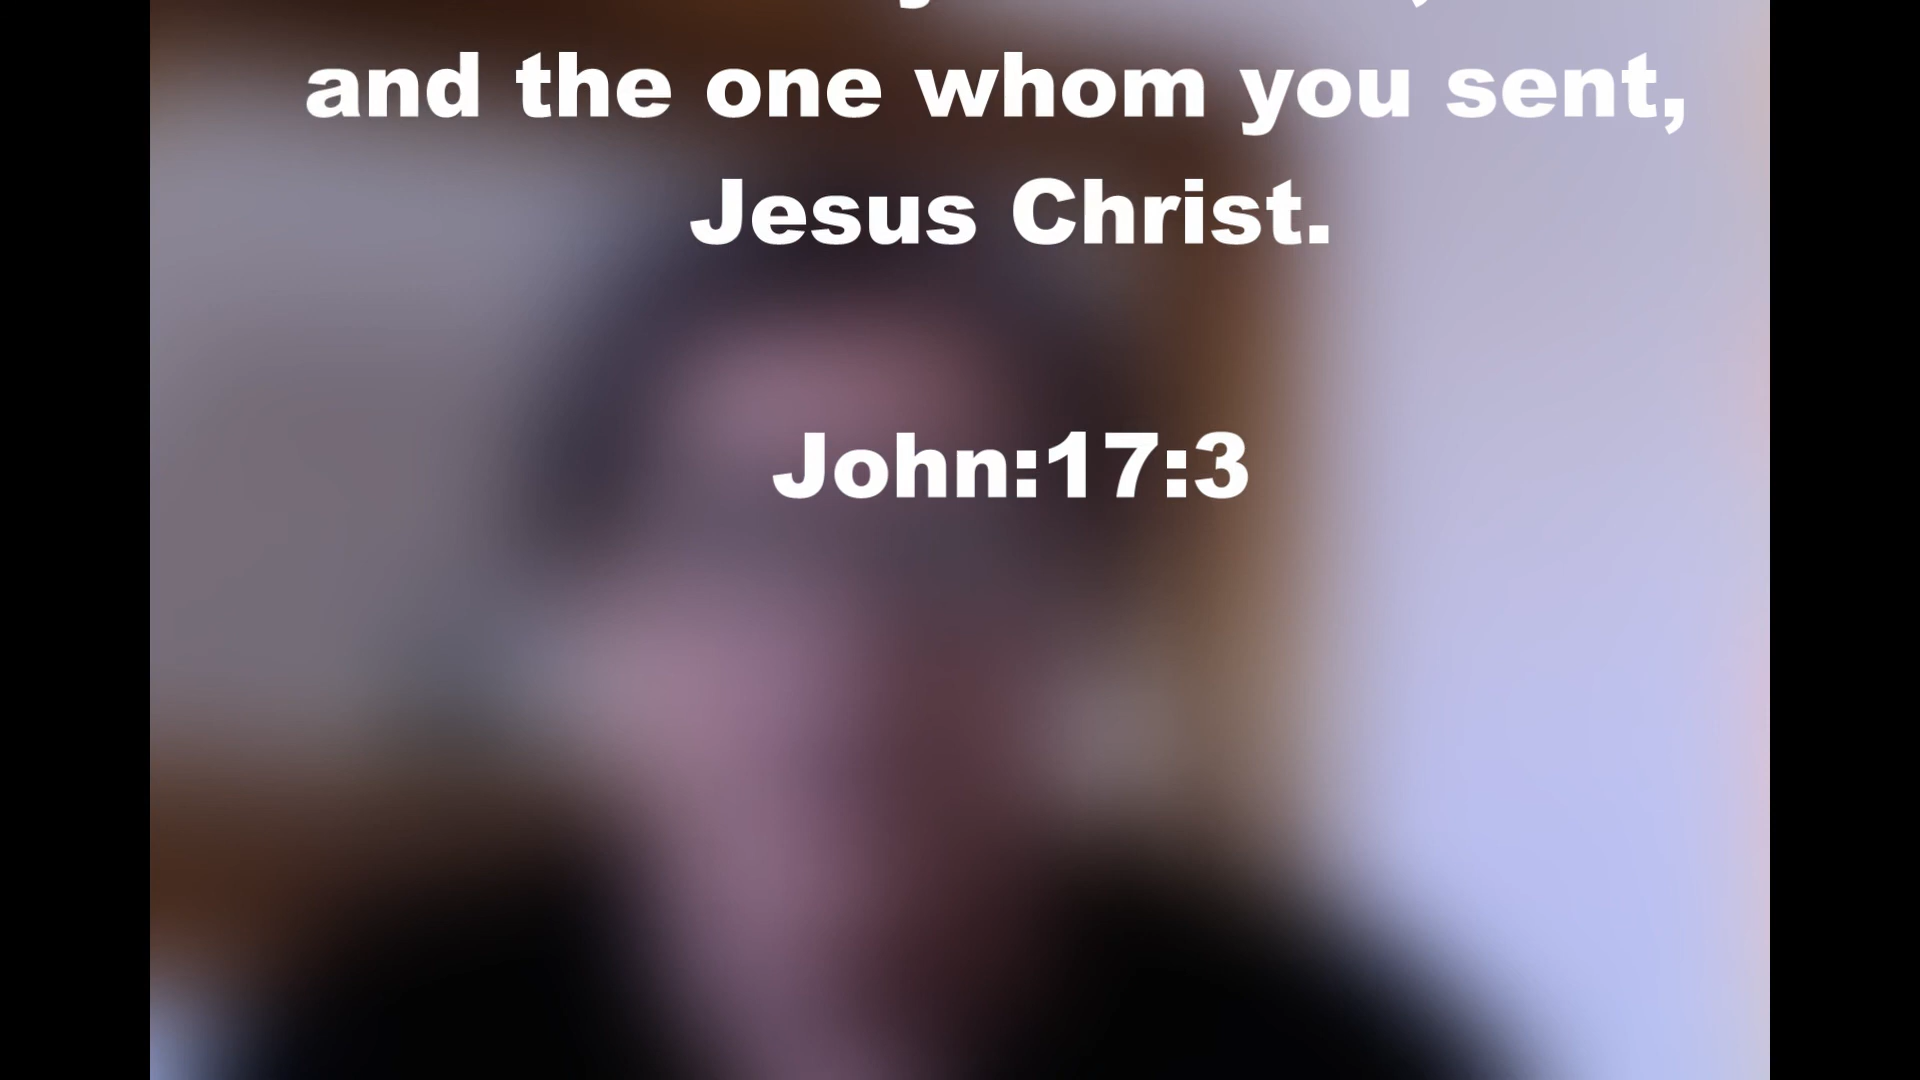 and the one whom you sent,
Jesus Christ.
John:17:3